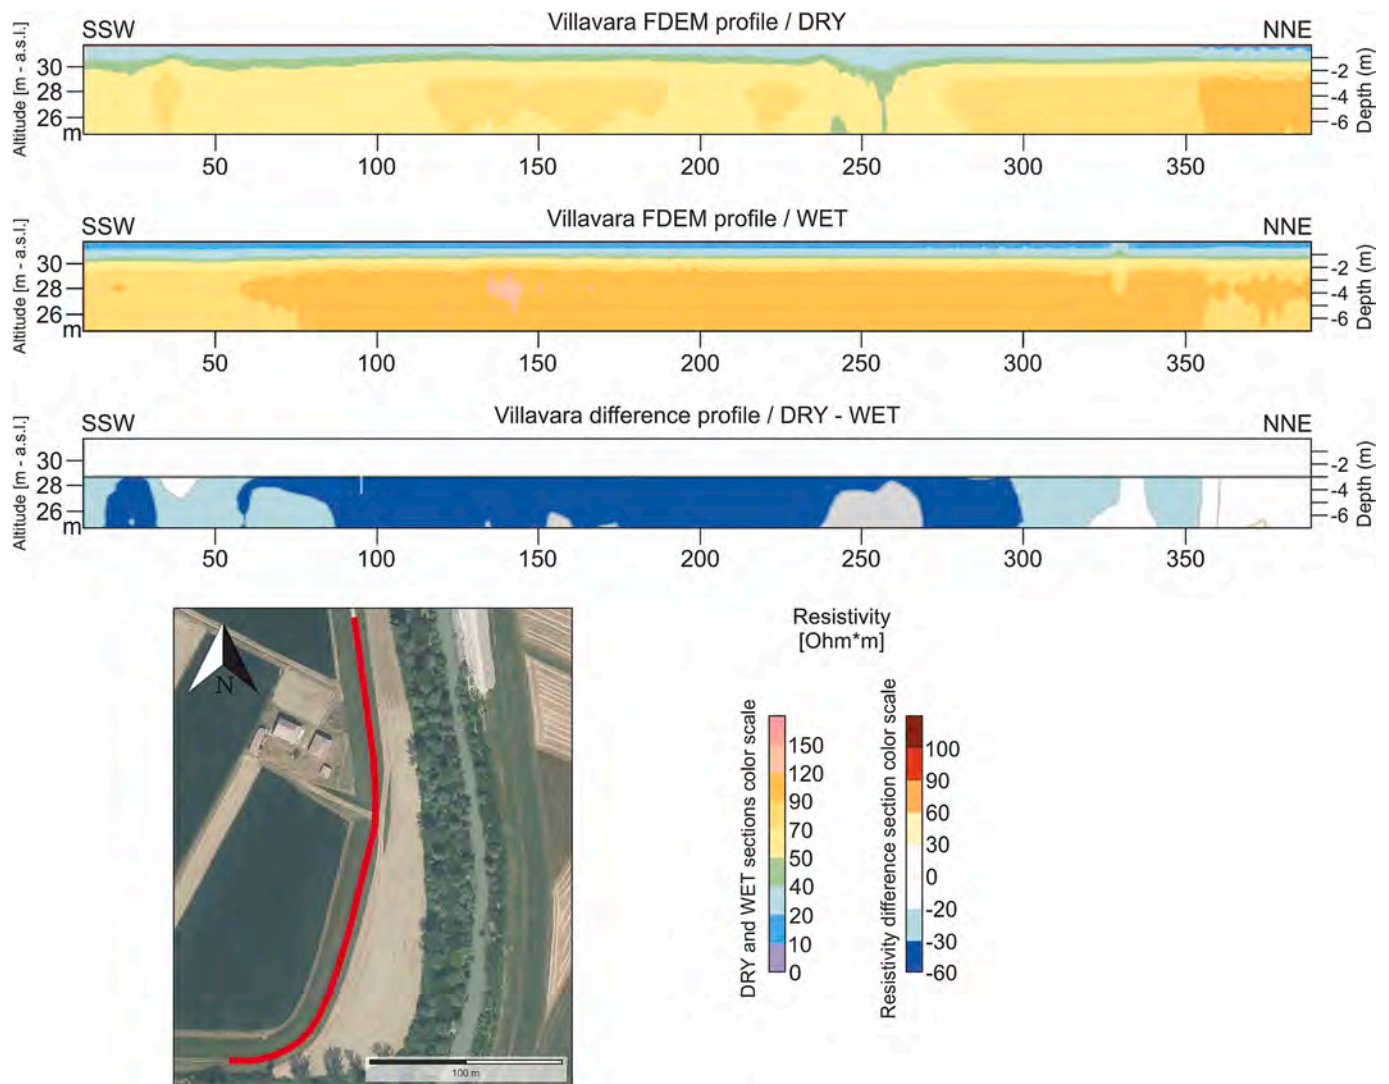 Villavara FDEM profile / DRY
SSW
NNE
Altitude [m - a.s.l.]
30
28
26
m
-2
-4
-6
Depth (m)
50
100
150
200
250
300
350
Villavara FDEM profile / WET
SSW
NNE
Altitude [m - a.s.l.]
30
28
26
m
-2
-4
-6
Depth (m)
50
100
150
200
250
300
350
Villavara difference profile / DRY - WET
SSW
NNE
Altitude [m - a.s.l.]
30
28
26
m
-2
-4
-6
Depth (m)
50
100
150
200
250
300
350
N
100 m
Resistivity
[Ohm*m]
DRY and WET sections color scale
150
120
90
70
50
40
20
10
0
Resistivity difference section color scale
100
90
60
30
0
-20
-30
-60